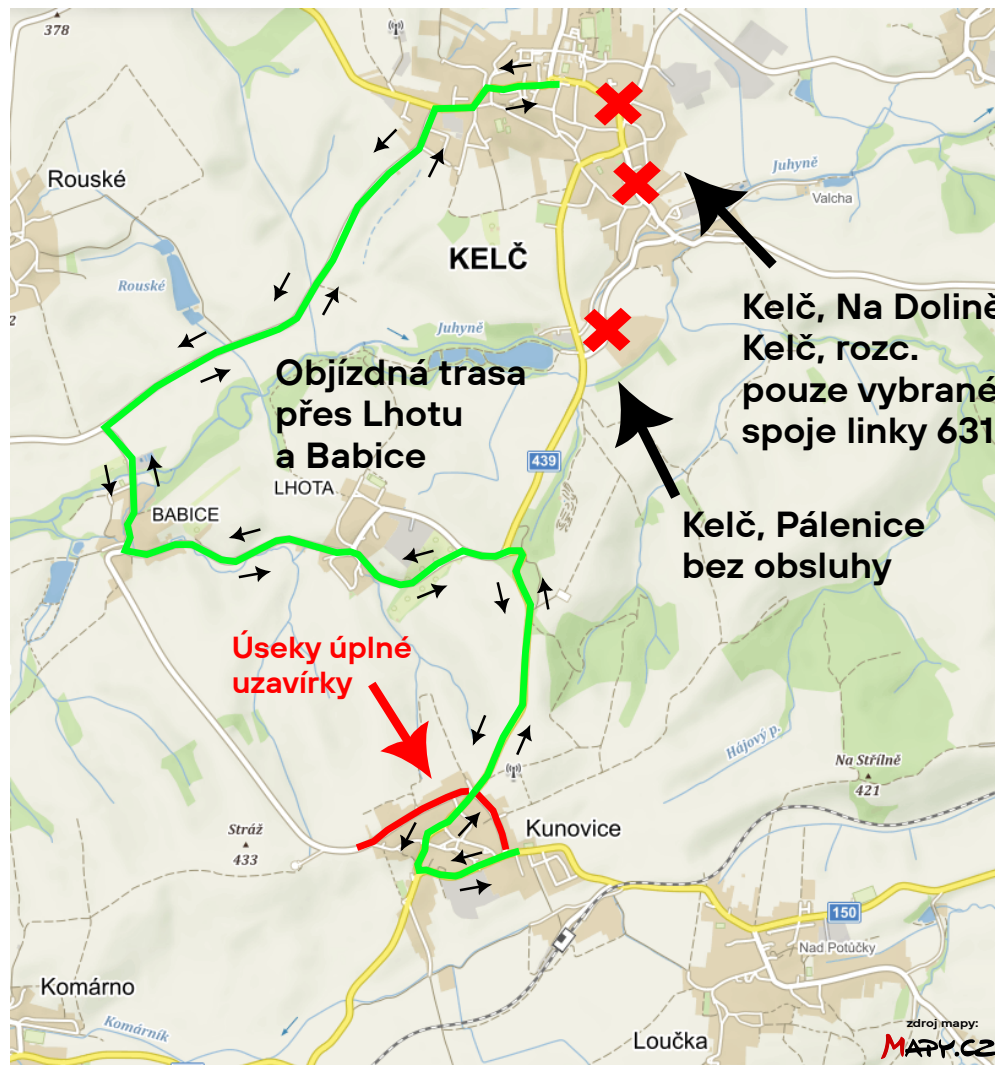 378
Rouské
Juhyně
Valcha
KELČ
2
Rouské
Juhyně
Kelč, Na Dolině
Kelč, rozc.
pouze vybrané
spoje linky 631
Objízdná trasa
přes Lhotu
a Babice
439
LHOTA
BABICE
Kelč, Pálenice
bez obsluhy
Úseky úplné
uzavírky
Hájový p.
Na Střílně
421
Stráž
433
Kunovice
150
Nad Potůčky
Komárno
Komárník
Loučka
zdroj mapy:
MAPY.CZ